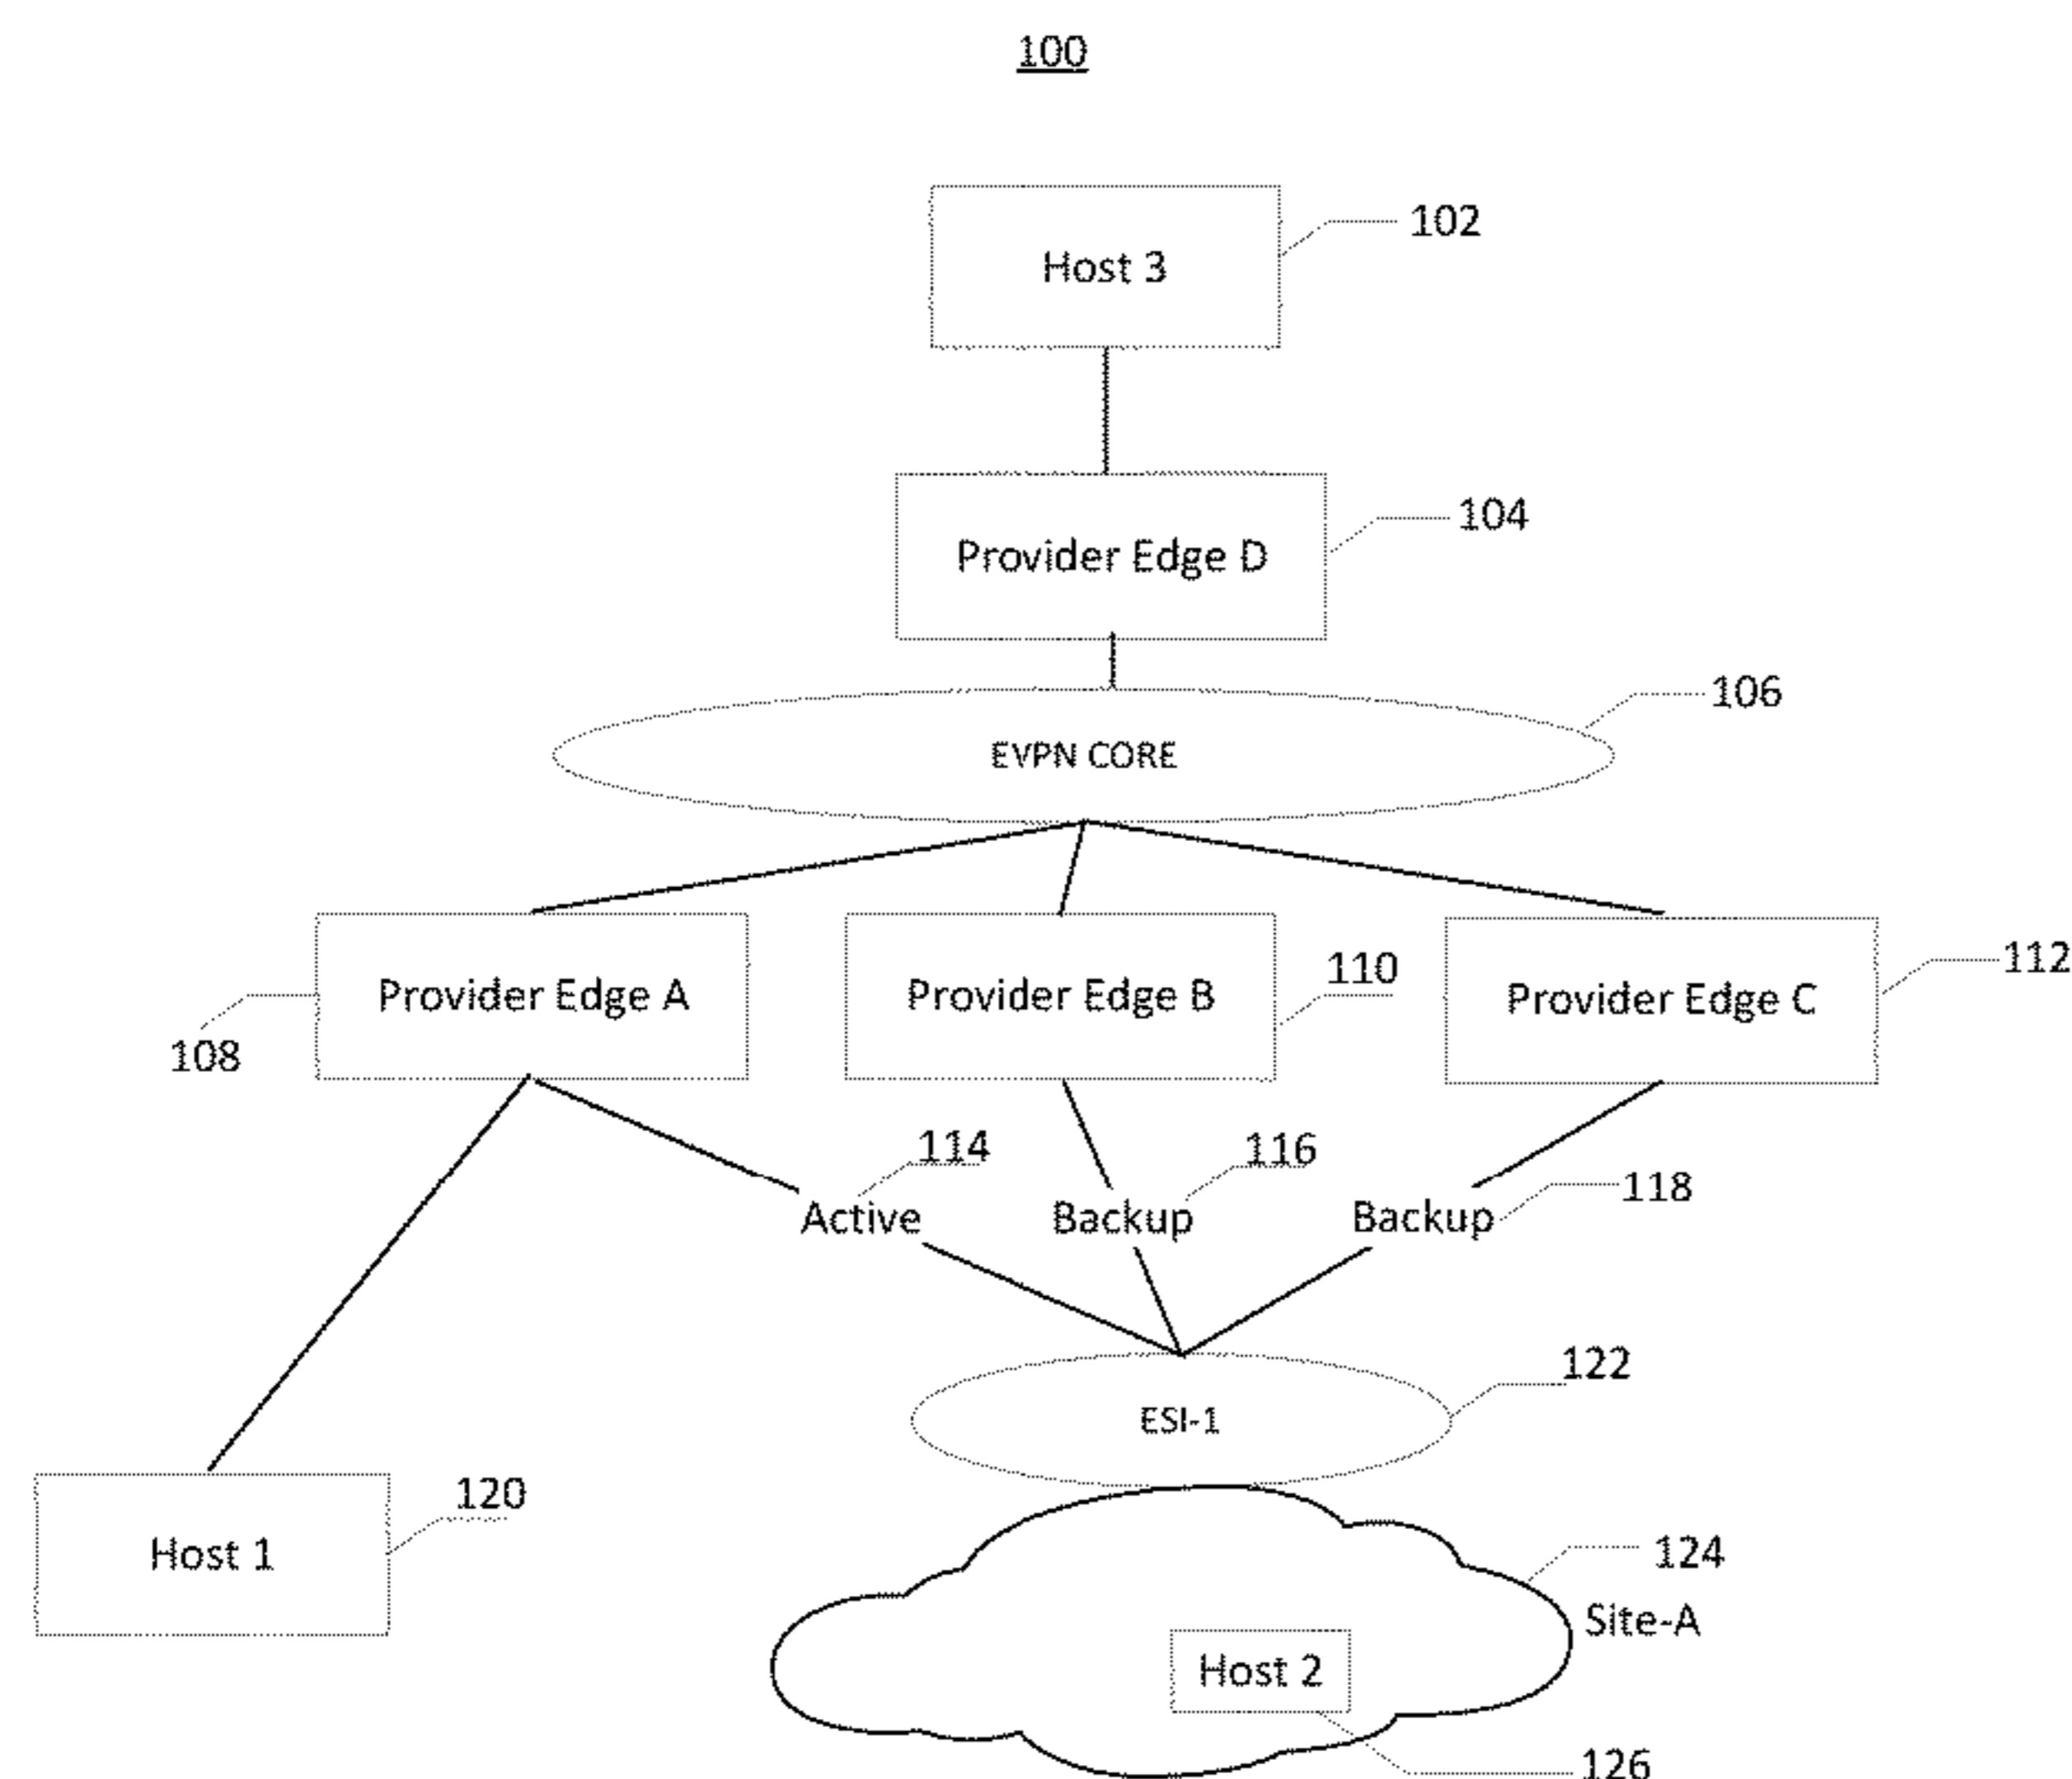 100
102
Host 3
104
Provider Edge D
106
EVPN CORE
108
Provider Edge A
110
Provider Edge B
112
Provider Edge C
114
Active
116
Backup
118
Backup
120
Host 1
122
ESI-1
124
Site-A
Host 2
126